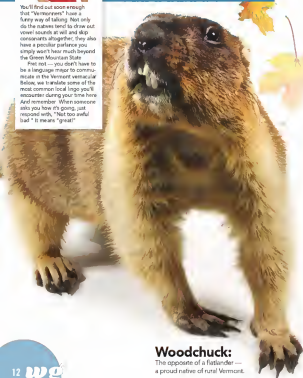 You'll find out soon enough
that "Vermonters" have a
funny way of talking. Not only
do the natives tend to draw out
vowel sounds at will and skip
consonants altogether, they also
have a peculiar parlance you
simply won't hear much beyond
the Green Mountain State.
Fret not — you don't have to
be a language major to commu-
nicate in the Vermont vernacular.
Below, we translate some of the
most common local lingo you'll
encounter during your time here.
And remember: When someone
asks you how it's going, just
respond with, "Not too awful
bad." It means "great!"
Woodchuck:
The opposite of a flatlander —
a proud native of rural Vermont.
12 wg